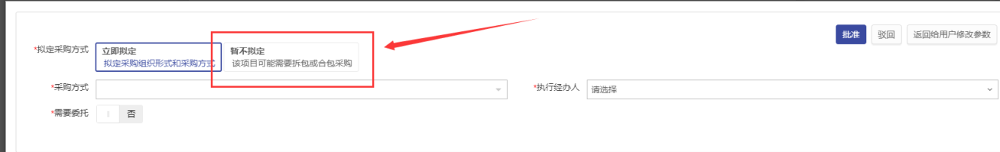 批准 驳回 返回给用户修改参数
*拟定采购方式 立即拟定 暂不拟定
拟定采购组织形式和采购方式 该项目可能需要拆包或合包采购
*采购方式 *执行经办人 请选择
*需要委托 否